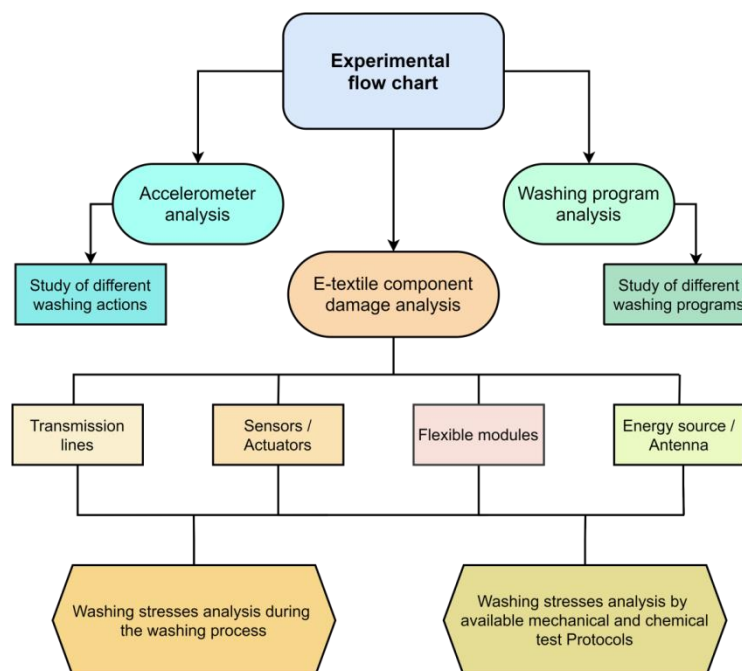 Experimental
flow chart
Accelerometer
analysis
Washing program
analysis
Study of different
washing actions
E-textile component
damage analysis
Study of different
washing programs
Transmission
lines
Sensors /
Actuators
Flexible modules
Energy source /
Antenna
Washing stresses analysis during
the washing process
Washing stresses analysis by
available mechanical and chemical
test Protocols